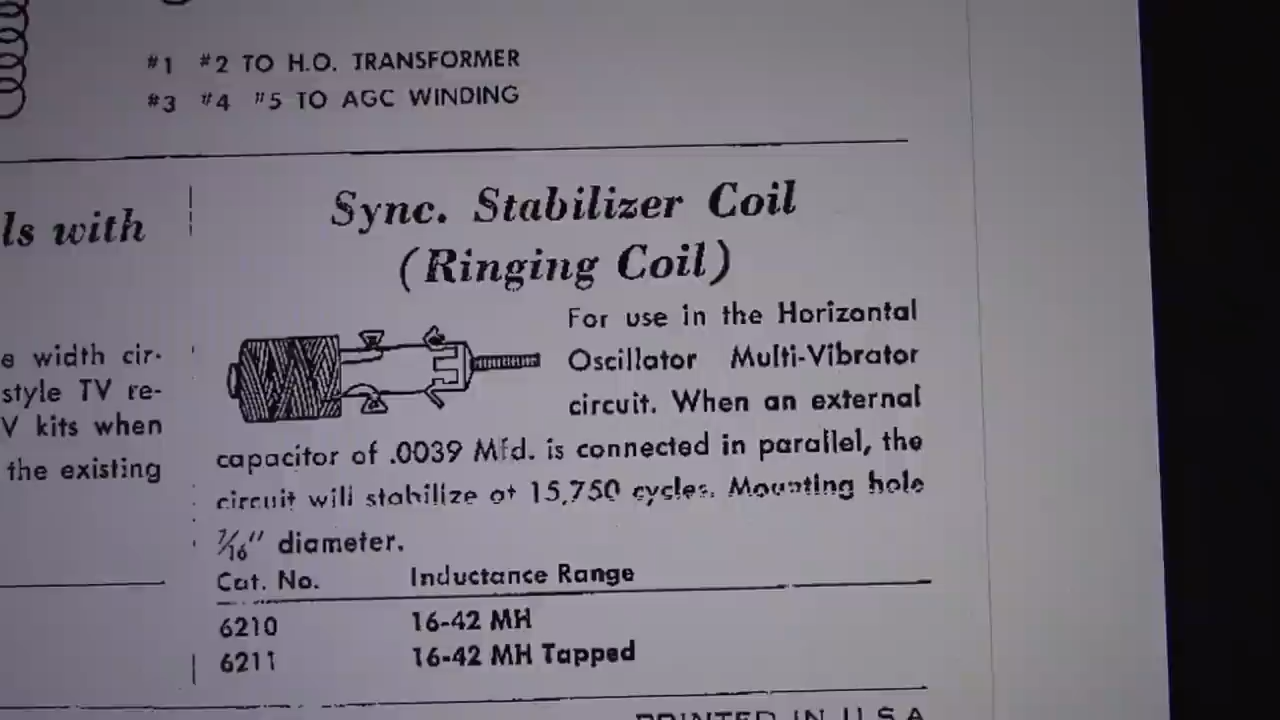 #1 #2 TO H.O. TRANSFORMER
#3 #4 #5 TO AGC WINDING
ls with
e width cir-
style TV re-
V kits when
the existing
Sync. Stabilizer Coil
(Ringing Coil)
For use in the Horizontal
Oscillator Multi-Vibrator
circuit. When an external
capacitor of .0039 Mfd. is connected in parallel, the
circuit will stabilize at 15,750 cycles. Mounting hole
7/16" diameter.
Cat. No. Inductance Range
6210 16-42 MH
6211 16-42 MH Tapped
PRINTED IN U.S.A